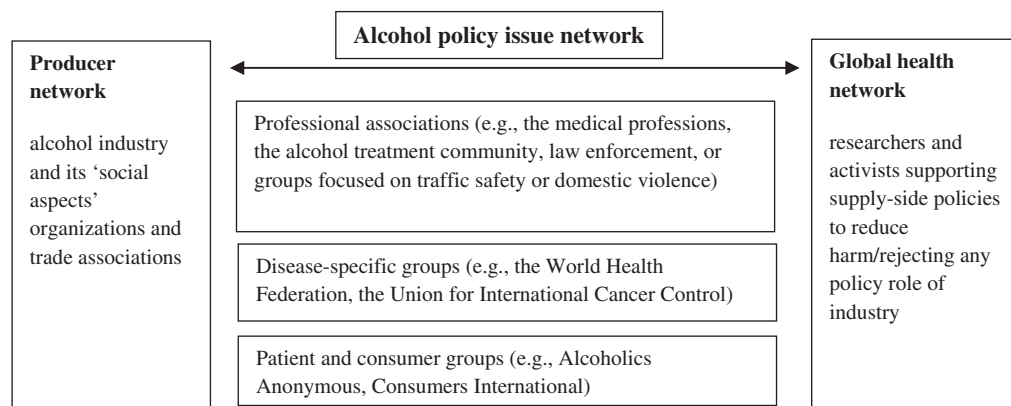 Alcohol policy issue network
Producer
network
alcohol industry
and its ‘social
aspects’
organizations and
trade associations
Professional associations (e.g., the medical professions,
the alcohol treatment community, law enforcement, or
groups focused on traffic safety or domestic violence)
Disease-specific groups (e.g., the World Health
Federation, the Union for International Cancer Control)
Patient and consumer groups (e.g., Alcoholics
Anonymous, Consumers International)
Global health
network
researchers and
activists supporting
supply-side policies
to reduce
harm/rejecting any
policy role of
industry